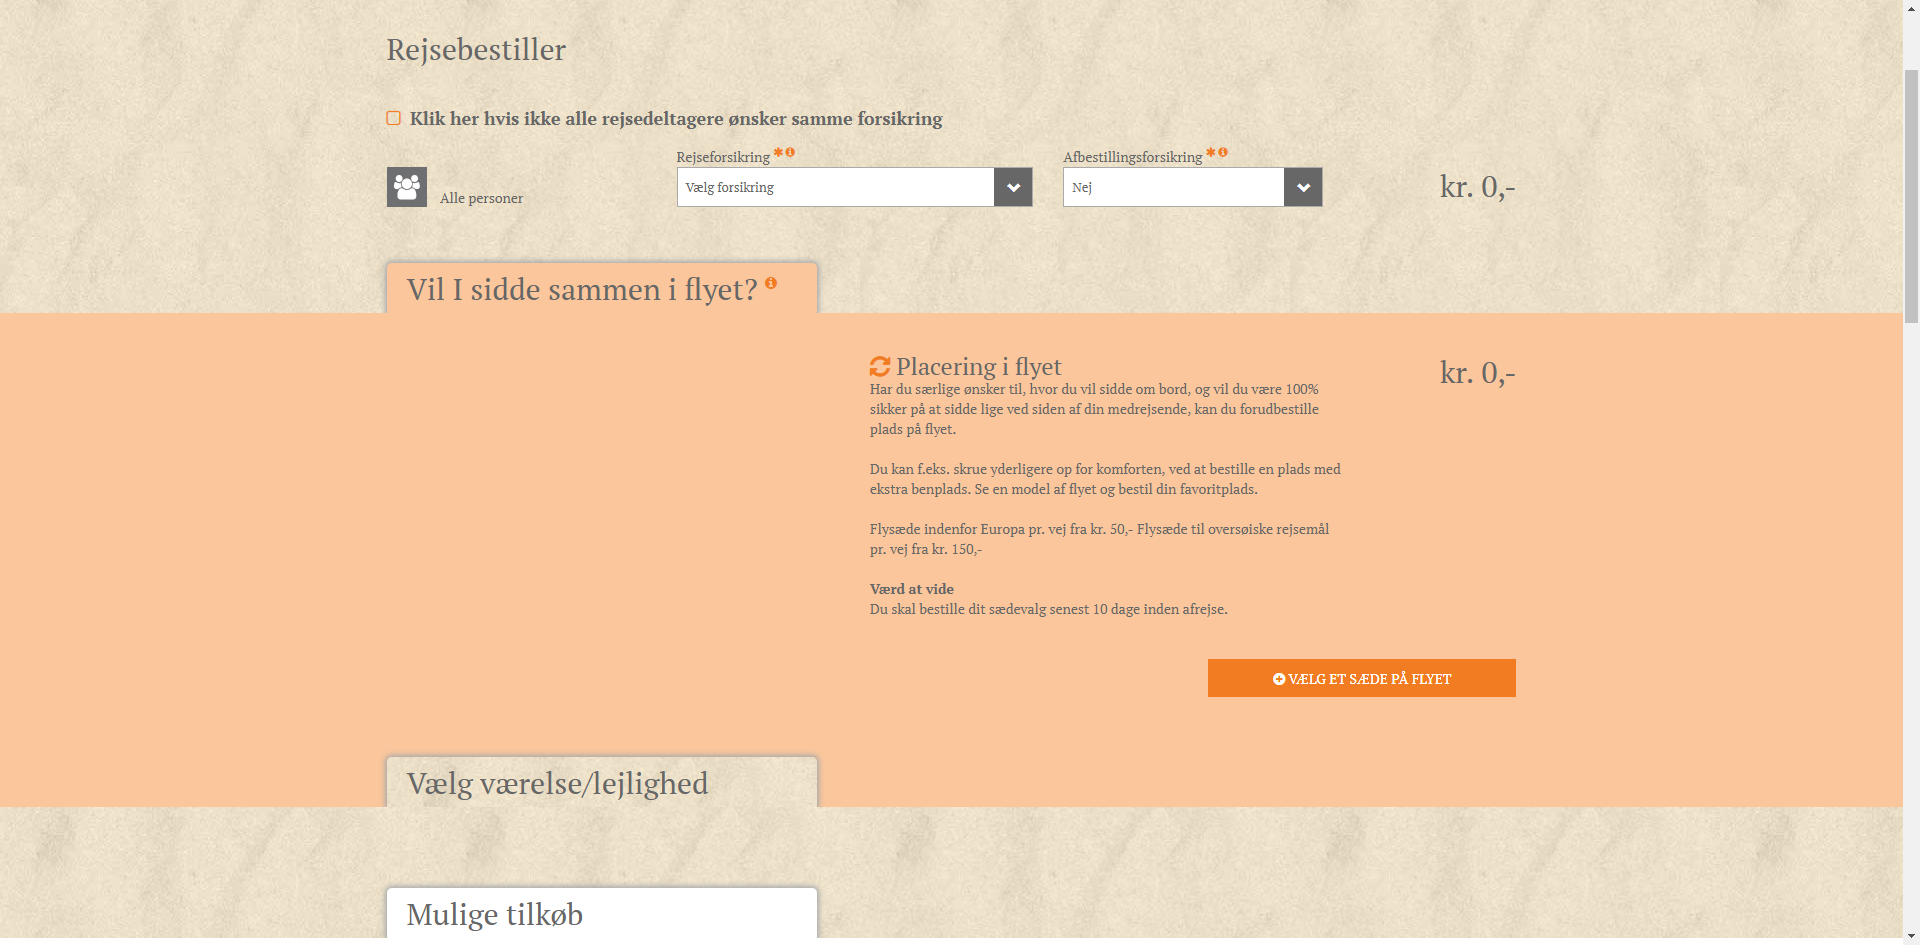 Rejsebestiller
Klik her hvis ikke alle rejsedeltagere ønsker samme forsikring
Rejseforsikring
Afbestillingsforsikring
Alle personer
Vælg forsikring
Nej
kr. 0,-
Vil I sidde sammen i flyet?
Placering i flyet
kr. 0,-
Har du særlige ønsker til, hvor du vil sidde om bord, og vil du være 100%
sikker på at sidde lige ved siden af din medrejsende, kan du forudbestille
plads på flyet.
Du kan f.eks. skrue yderligere op for komforten, ved at bestille en plads med
ekstra benplads. Se en model af flyet og bestil din favoritplads.
Flysæde indenfor Europa pr. vej fra kr. 50,- Flysæde til oversøiske rejsemål
pr. vej fra kr. 150,-
Værd at vide
Du skal bestille dit sædevalg senest 10 dage inden afrejse.
VÆLG ET SÆDE PÅ FLYET
Vælg værelse/lejlighed
Mulige tilkøb